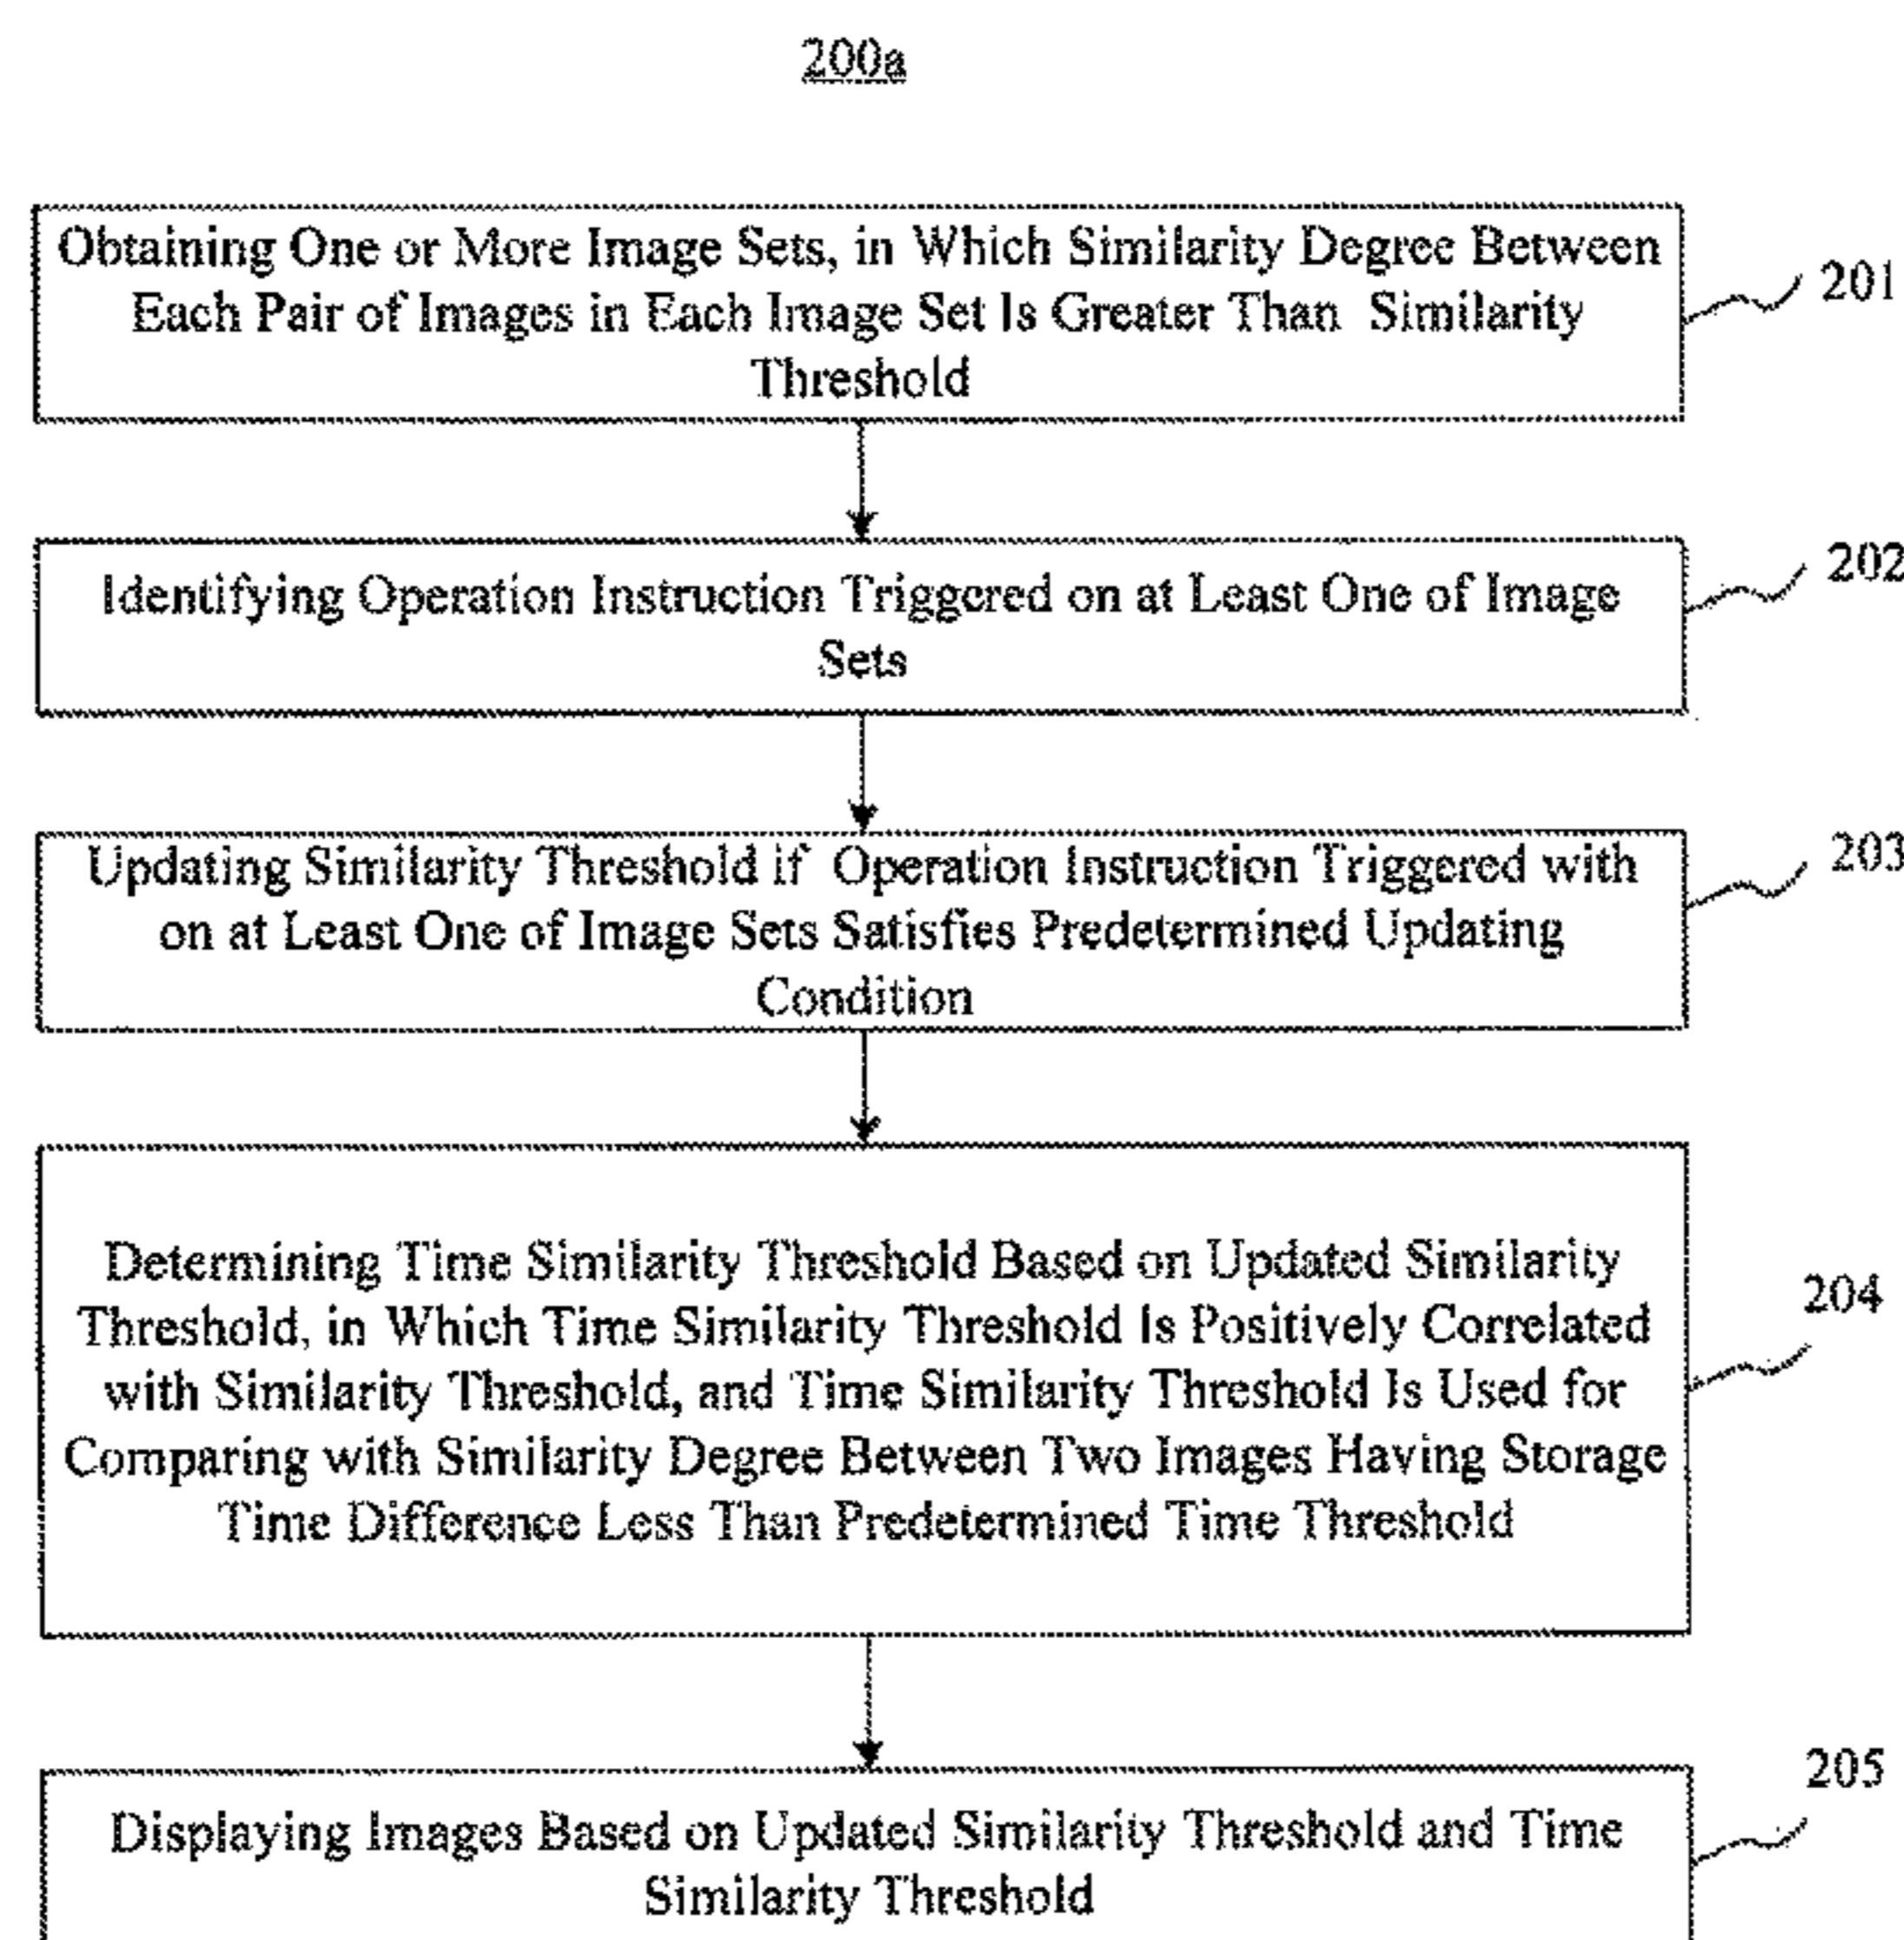 200a
Obtaining One or More Image Sets, in Which Similarity Degree Between
Each Pair of Images in Each Image Set Is Greater Than Similarity
Threshold
201
Identifying Operation Instruction Triggered on at Least One of Image
Sets
202
Updating Similarity Threshold if Operation Instruction Triggered with
on at Least One of Image Sets Satisfies Predetermined Updating
Condition
203
Determining Time Similarity Threshold Based on Updated Similarity
Threshold, in Which Time Similarity Threshold Is Positively Correlated
with Similarity Threshold, and Time Similarity Threshold Is Used for
Comparing with Similarity Degree Between Two Images Having Storage
Time Difference Less Than Predetermined Time Threshold
204
Displaying Images Based on Updated Similarity Threshold and Time
Similarity Threshold
205